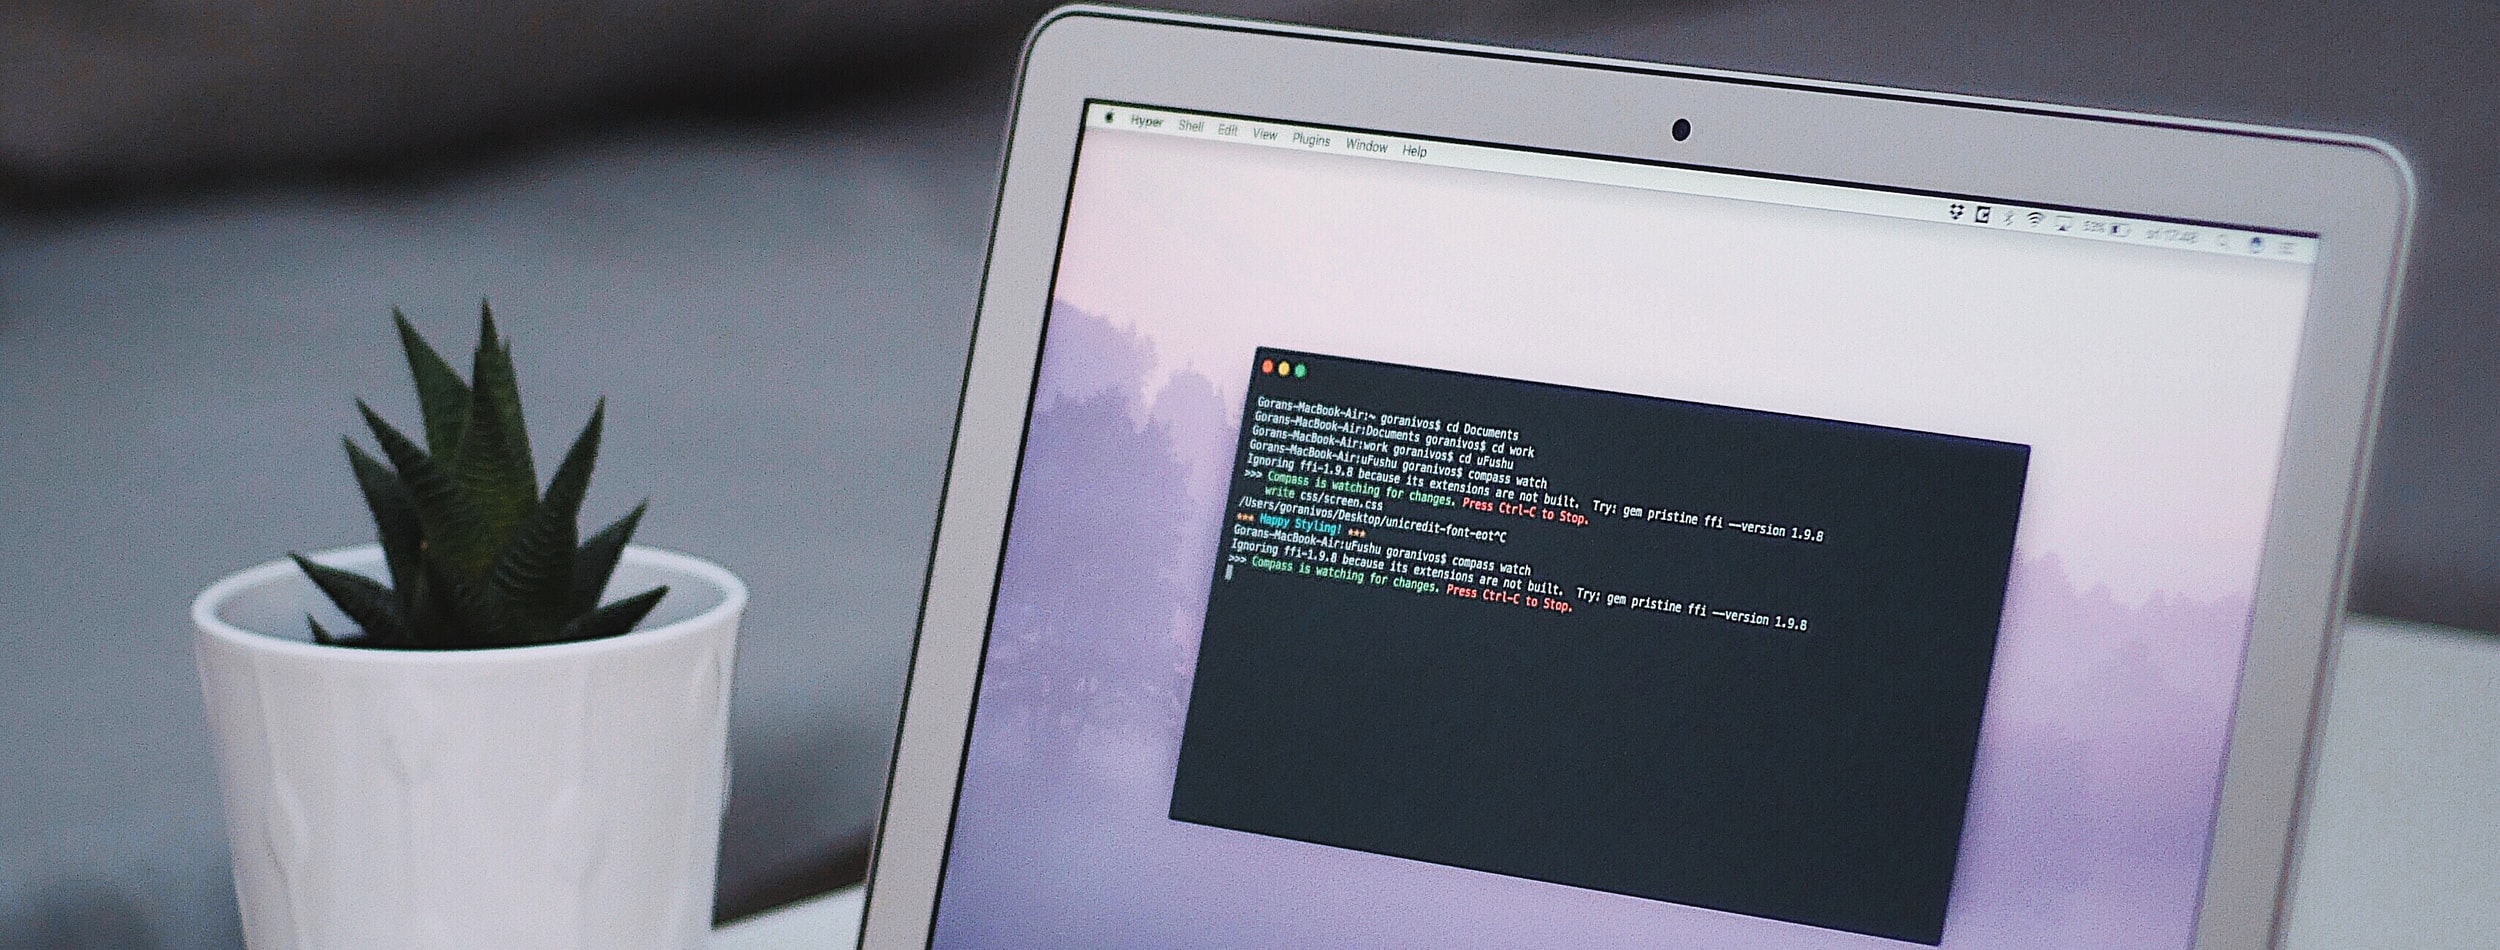 Hyper Shell Edit View Plugins Window Help
53%
Gorans-MacBook-Air:~ goranivos$ cd Documents
Gorans-MacBook-Air:Documents goranivos$ cd work
Gorans-MacBook-Air:work goranivos$ cd uFushu
Gorans-MacBook-Air:uFushu goranivos$ compass watch
Ignoring ffi-1.9.8 because its extensions are not built.  Try: gem pristine ffi --version 1.9.8
>>> Compass is watching for changes. Press Ctrl-C to Stop.
write css/screen.css
/Users/goranivos/Desktop/unicredit-font-eot^C
*** Happy Styling! ***
Gorans-MacBook-Air:uFushu goranivos$ compass watch
Ignoring ffi-1.9.8 because its extensions are not built.  Try: gem pristine ffi --version 1.9.8
>>> Compass is watching for changes. Press Ctrl-C to Stop.